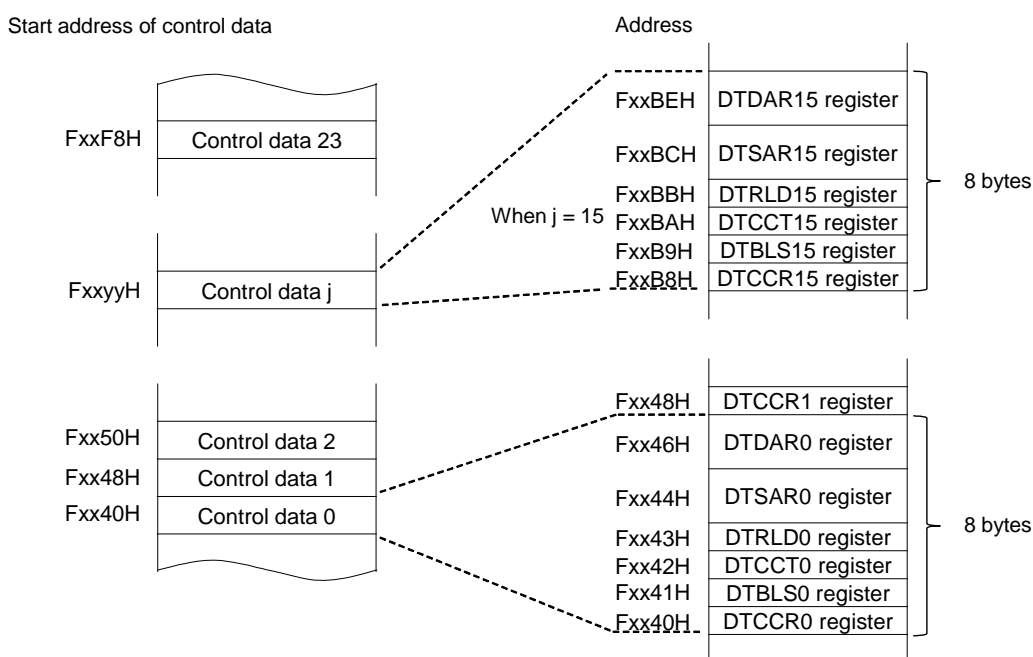 Start address of control data
Address
FxxF8H
Control data 23
FxxyyH
Control data j
Fxx50H
Control data 2
Fxx48H
Control data 1
Fxx40H
Control data 0
When j = 15
FxxBEH
DTDAR15 register
FxxBCH
DTSAR15 register
FxxBBH
DTRLD15 register
FxxBAH
DTCCT15 register
FxxB9H
DTBLS15 register
FxxB8H
DTCCR15 register
8 bytes
Fxx48H
DTCCR1 register
Fxx46H
DTDAR0 register
Fxx44H
DTSAR0 register
Fxx43H
DTRLD0 register
Fxx42H
DTCCT0 register
Fxx41H
DTBLS0 register
Fxx40H
DTCCR0 register
8 bytes